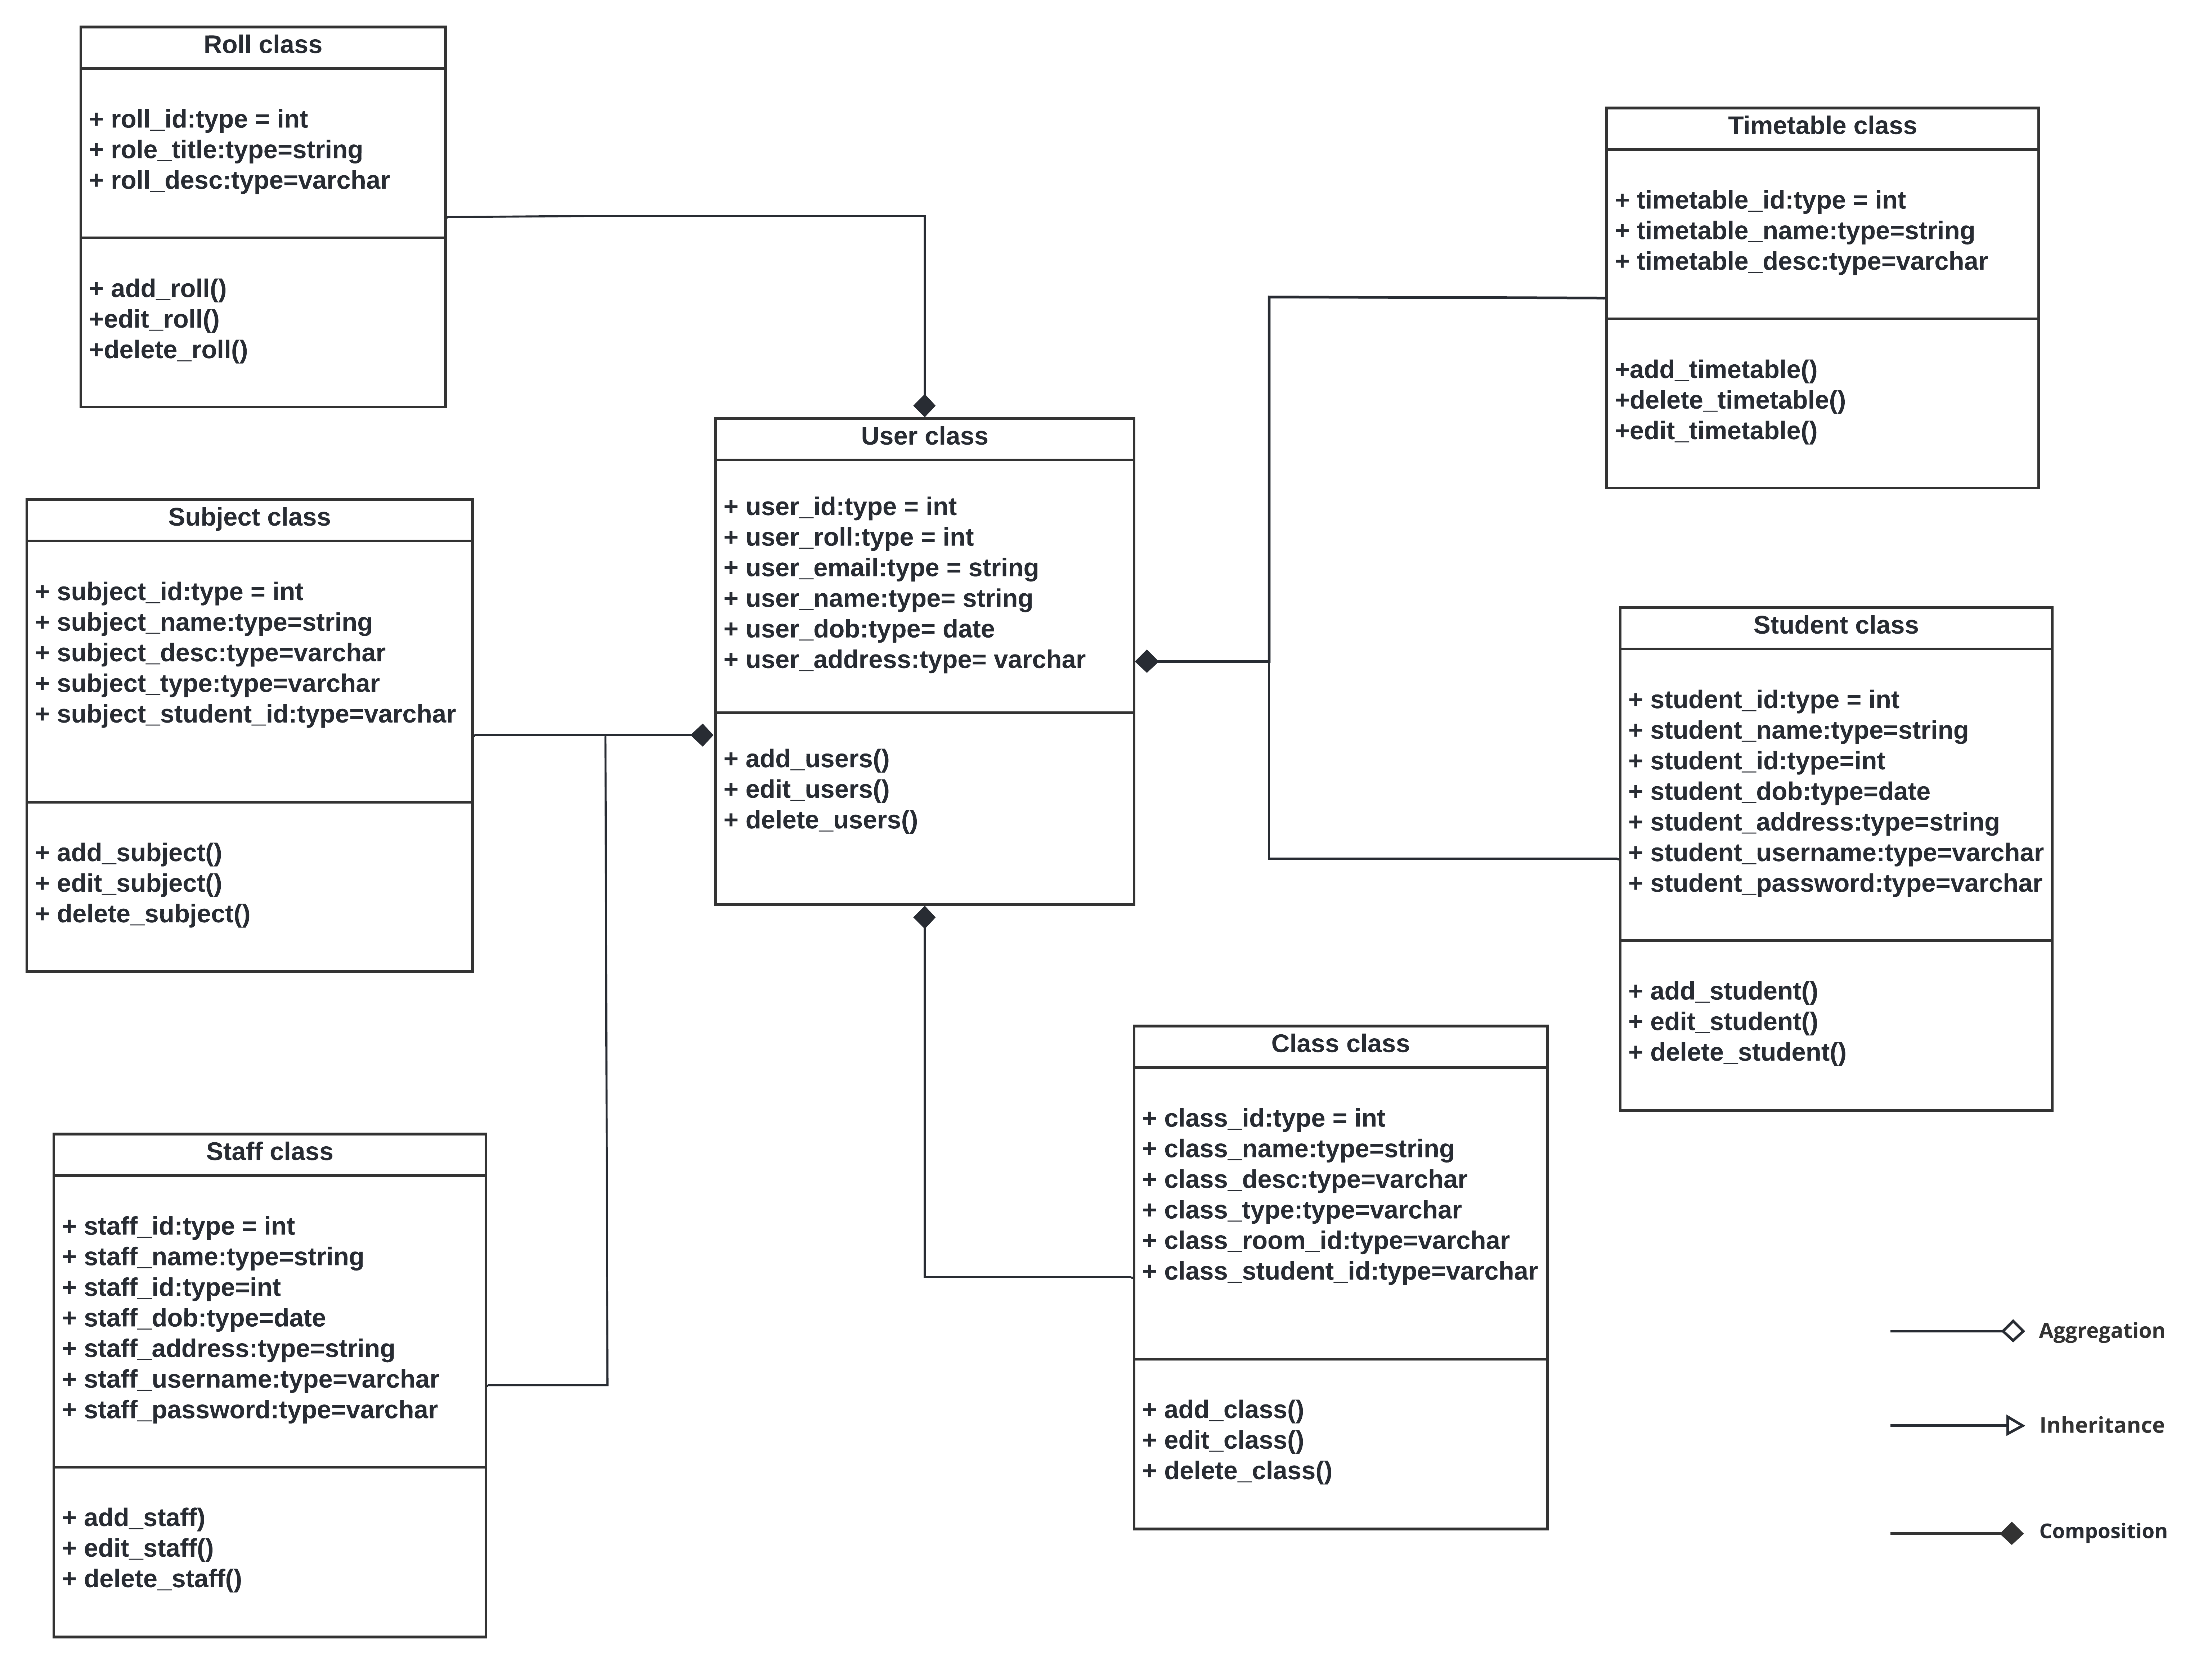 Roll class
+ roll_id:type = int
+ role_title:type=string
+ roll_desc:type=varchar
+ add_roll()
+edit_roll()
+delete_roll()
Timetable class
+ timetable_id:type = int
+ timetable_name:type=string
+ timetable_desc:type=varchar
+add_timetable()
+delete_timetable()
+edit_timetable()
User class
+ user_id:type = int
+ user_roll:type = int
+ user_email:type = string
+ user_name:type= string
+ user_dob:type= date
+ user_address:type= varchar
+ add_users()
+ edit_users()
+ delete_users()
Subject class
+ subject_id:type = int
+ subject_name:type=string
+ subject_desc:type=varchar
+ subject_type:type=varchar
+ subject_student_id:type=varchar
+ add_subject()
+ edit_subject()
+ delete_subject()
Student class
+ student_id:type = int
+ student_name:type=string
+ student_id:type=int
+ student_dob:type=date
+ student_address:type=string
+ student_username:type=varchar
+ student_password:type=varchar
+ add_student()
+ edit_student()
+ delete_student()
Class class
+ class_id:type = int
+ class_name:type=string
+ class_desc:type=varchar
+ class_type:type=varchar
+ class_room_id:type=varchar
+ class_student_id:type=varchar
+ add_class()
+ edit_class()
+ delete_class()
Staff class
+ staff_id:type = int
+ staff_name:type=string
+ staff_id:type=int
+ staff_dob:type=date
+ staff_address:type=string
+ staff_username:type=varchar
+ staff_password:type=varchar
+ add_staff)
+ edit_staff()
+ delete_staff()
Aggregation
Inheritance
Composition